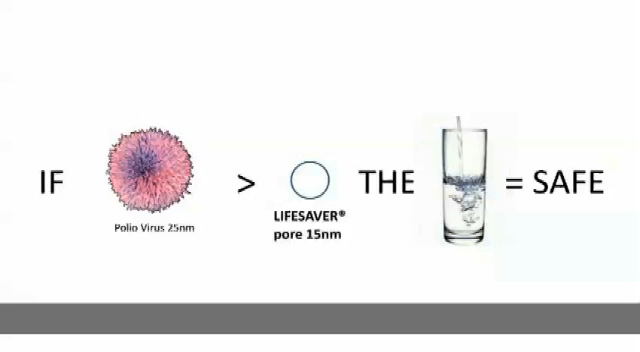 IF > THE = SAFE
Polio Virus 25nm
LIFESAVER®
pore 15nm